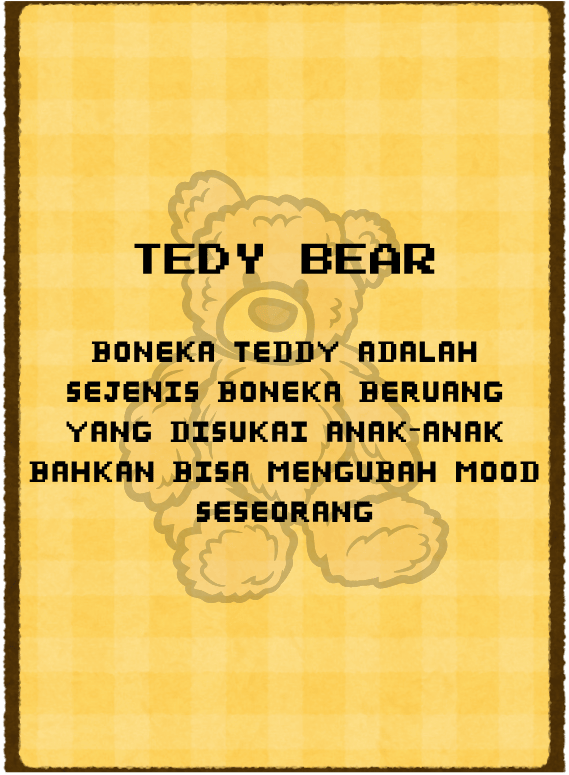 TEDY BEAR
BONEKA TEDDY ADALAH
SEJENIS BONEKA BERUANG
YANG DISUKAI ANAK-ANAK
BAHKAN BISA MENGUBAH MOOD
SESEORANG